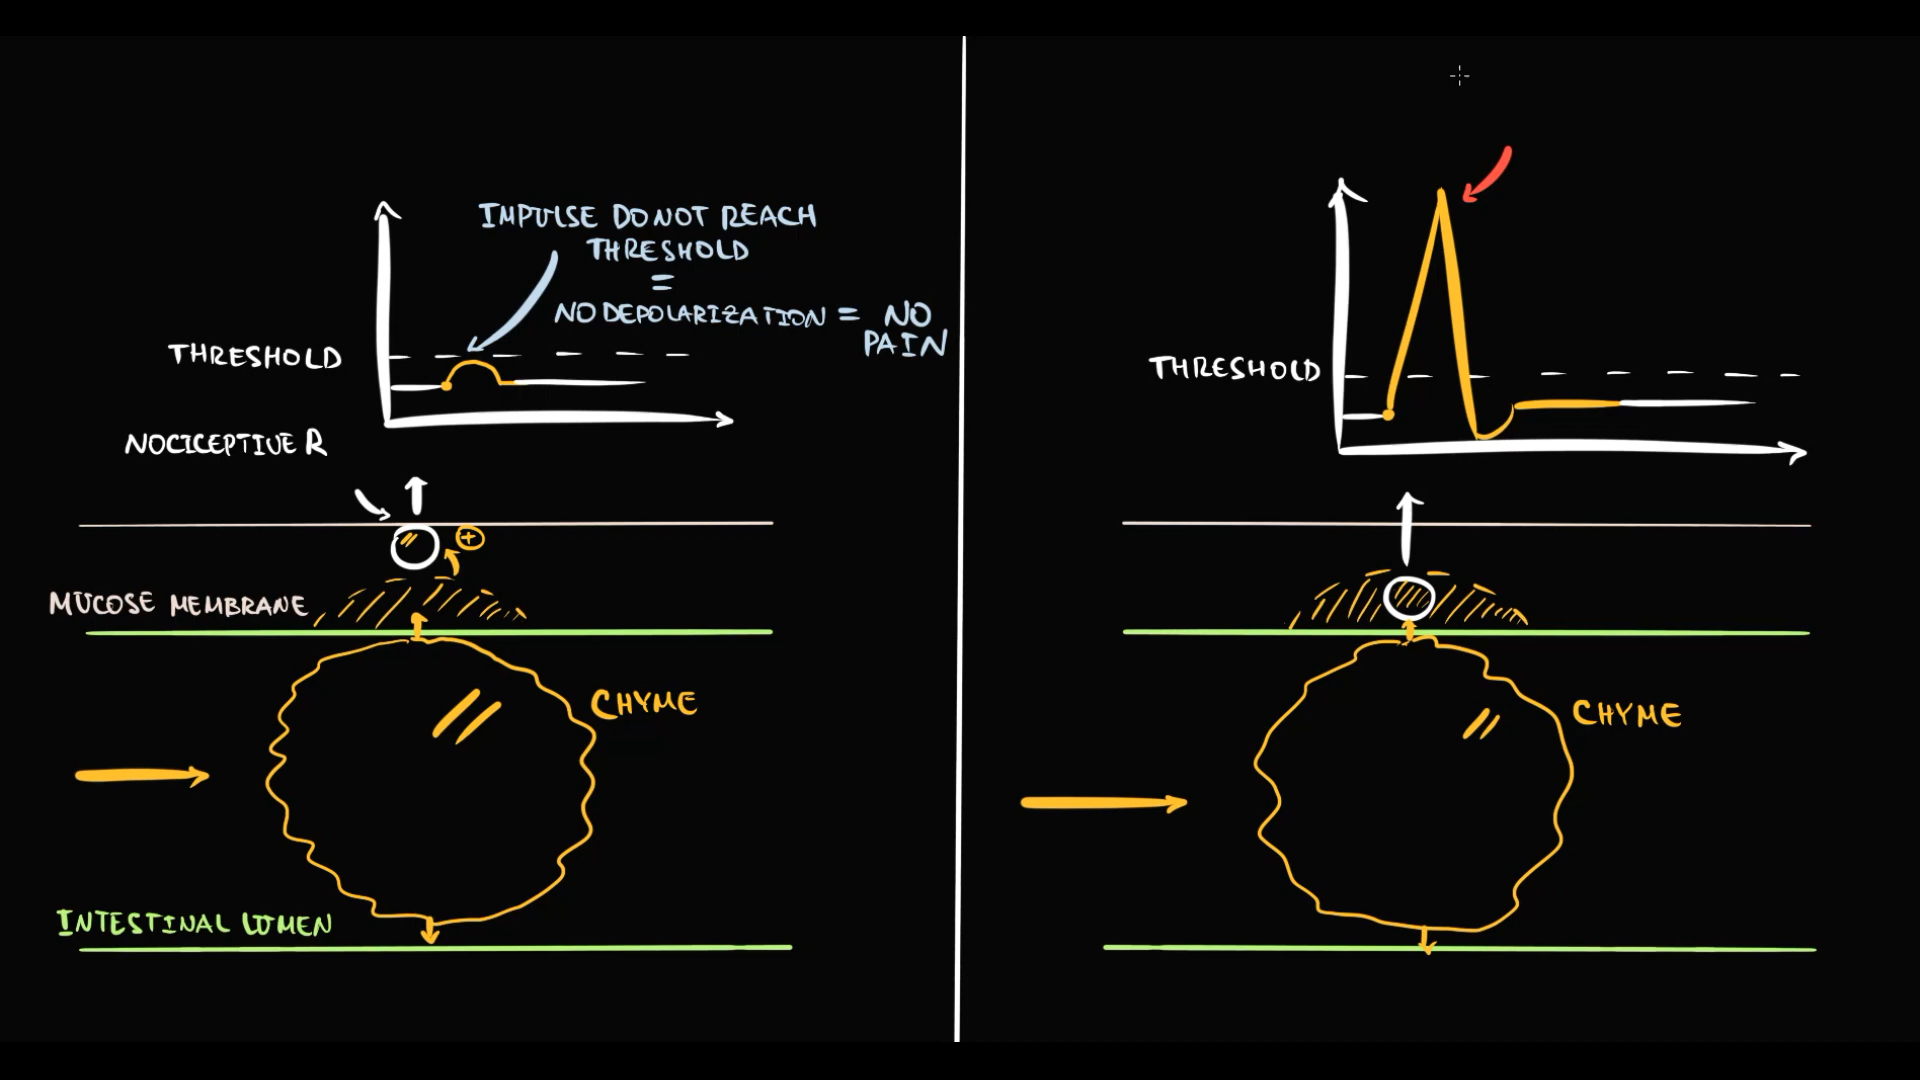 IMPULSE DO NOT REACH
THRESHOLD
=
NO DEPOLARIZATION = NO
PAIN
THRESHOLD
NOCICEPTIVE R
+
MUCOSE MEMBRANE
CHYME
INTESTINAL LUMEN
THRESHOLD
CHYME